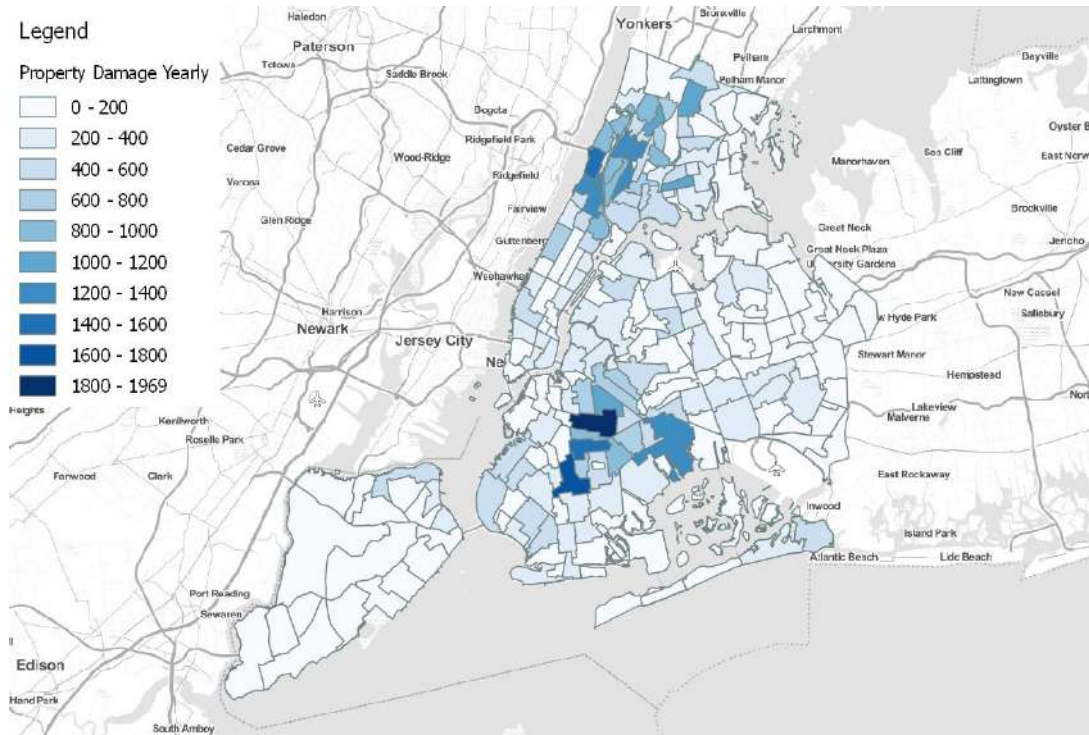 Legend
Property Damage Yearly
0 - 200
200 - 400
400 - 600
600 - 800
800 - 1000
1000 - 1200
1200 - 1400
1400 - 1600
1600 - 1800
1800 - 1969
Haledon
Paterson
Totowa
Saddle Brook
Yonkers
Bronxville
Larchmont
Pelham
Pelham Manor
Bayville
Lattingtown
Bogota
Ridgefield Park
Oyster B
Cedar Grove
Wood-Ridge
Sea Cliff
East Norw
Manorhaven
Verona
Ridgefield
Glen Ridge
Fairview
Brookville
Great Neck
Guttenberg
Great Neck Plaza
Jericho
University Gardens
Weehawken
New Cassel
Harrison
Salisbury
Newark
w Hyde Park
Jersey City
Ne
Stewart Manor
Hempstead
Nort
Heights
Kenilworth
Lakeview
Malverne
Roselle Park
Fanwood
Clark
East Rockaway
Inwood
Island Park
Atlantic Beach
Lido Beach
Port Reading
Sewaren
Edison
Hand Park
South Amboy